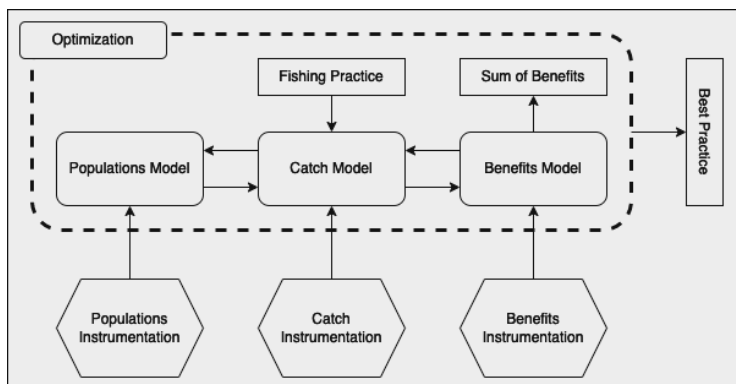 Optimization
Fishing Practice
Sum of Benefits
Best Practice
Populations Model
Catch Model
Benefits Model
Populations
Instrumentation
Catch
Instrumentation
Benefits
Instrumentation